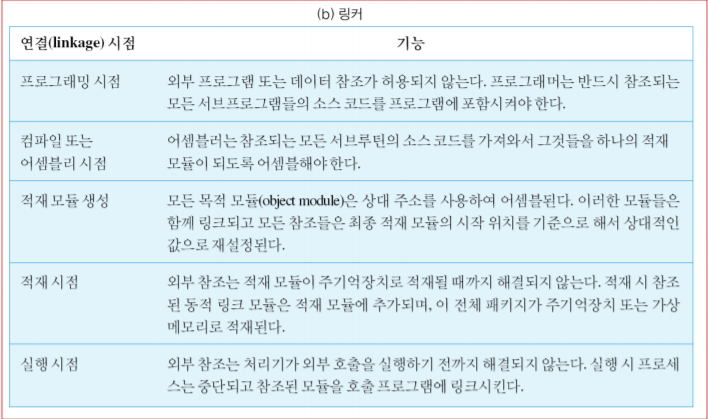 (b) 링커
연결(linkage) 시점 기능
프로그래밍 시점 외부 프로그램 또는 데이터 참조가 허용되지 않는다. 프로그래머는 반드시 참조되는
모든 서브프로그램들의 소스 코드를 프로그램에 포함시켜야 한다.
컴파일 또는 어셈블러는 참조되는 모든 서브루틴의 소스 코드를 가져와서 그것들을 하나의 적재
어셈블리 시점 모듈이 되도록 어셈블해야 한다.
적재 모듈 생성 모든 목적 모듈(object module)은 상대 주소를 사용하여 어셈블된다. 이러한 모듈들은
함께 링크되고 모든 참조들은 최종 적재 모듈의 시작 위치를 기준으로 해서 상대적인
값으로 재설정된다.
적재 시점 외부 참조는 적재 모듈이 주기억장치로 적재될 때까지 해결되지 않는다. 적재 시 참조
된 동적 링크 모듈은 적재 모듈에 추가되며, 이 전체 패키지가 주기억장치 또는 가상
메모리로 적재된다.
실행 시점 외부 참조는 처리기가 외부 호출을 실행하기 전까지 해결되지 않는다. 실행 시 프로세
스는 중단되고 참조된 모듈을 호출 프로그램에 링크시킨다.